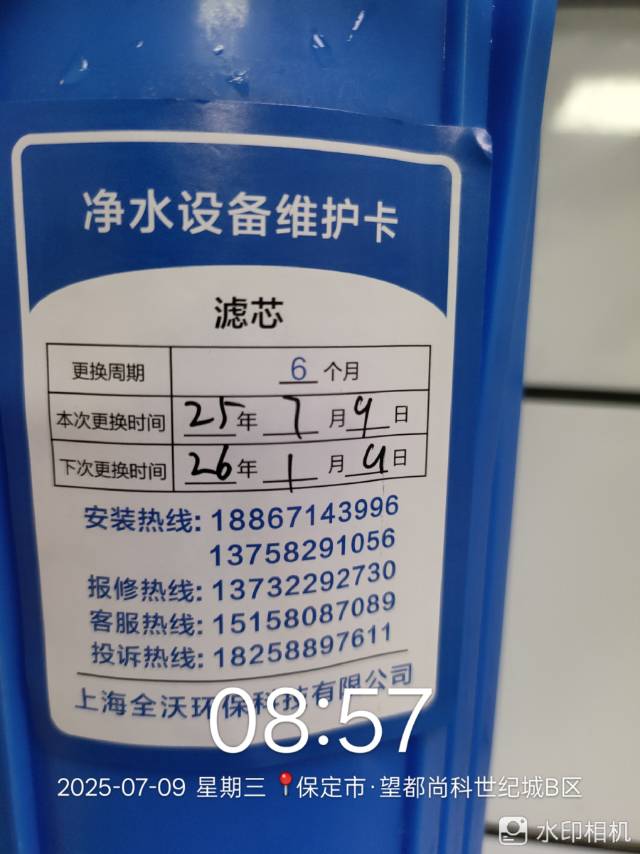 净水设备维护卡
滤芯
更换周期 6 个月
本次更换时间 25年 7 月 9 日
下次更换时间 26年 1 月 9 日
安装热线: 18867143996
13758291056
报修热线: 13732292730
客服热线: 15158087089
投诉热线: 18258897611
上海全沃环保科技有限公司
08:57
2025-07-09 星期三 保定市·望都尚科世纪城B区
水印相机